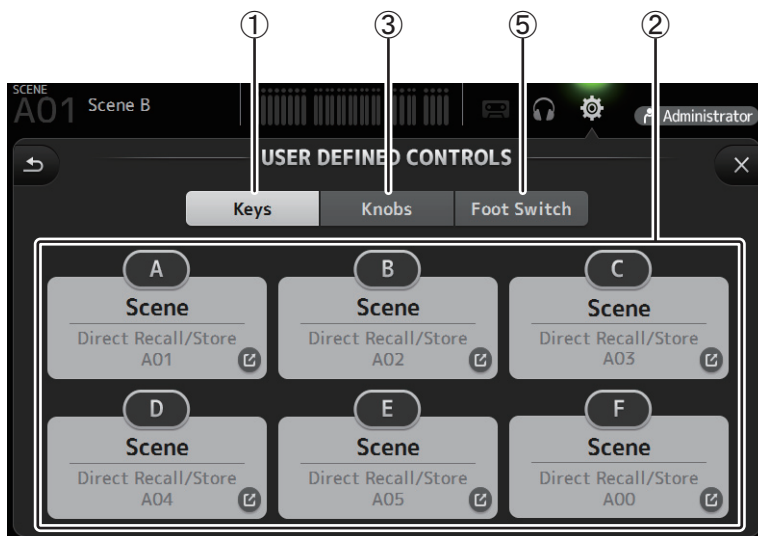 ① ③ ⑤ ②
SCENE
A01 Scene B
Administrator
USER DEFINED CONTROLS
Keys Knobs Foot Switch
A B C
Scene Scene Scene
Direct Recall/Store Direct Recall/Store Direct Recall/Store
A01 A02 A03
D E F
Scene Scene Scene
Direct Recall/Store Direct Recall/Store Direct Recall/Store
A04 A05 A00